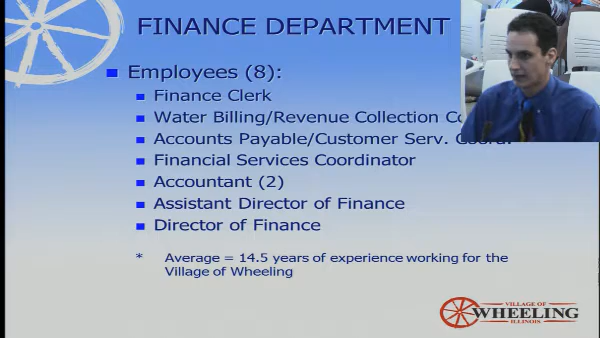 FINANCE DEPARTMENT
Employees (8):
Finance Clerk
Water Billing/Revenue Collection
Accounts Payable/Customer Serv.
Financial Services Coordinator
Accountant (2)
Assistant Director of Finance
Director of Finance
* Average = 14.5 years of experience working for the
Village of Wheeling
VILLAGE OF
WHEELING
ILLINOIS